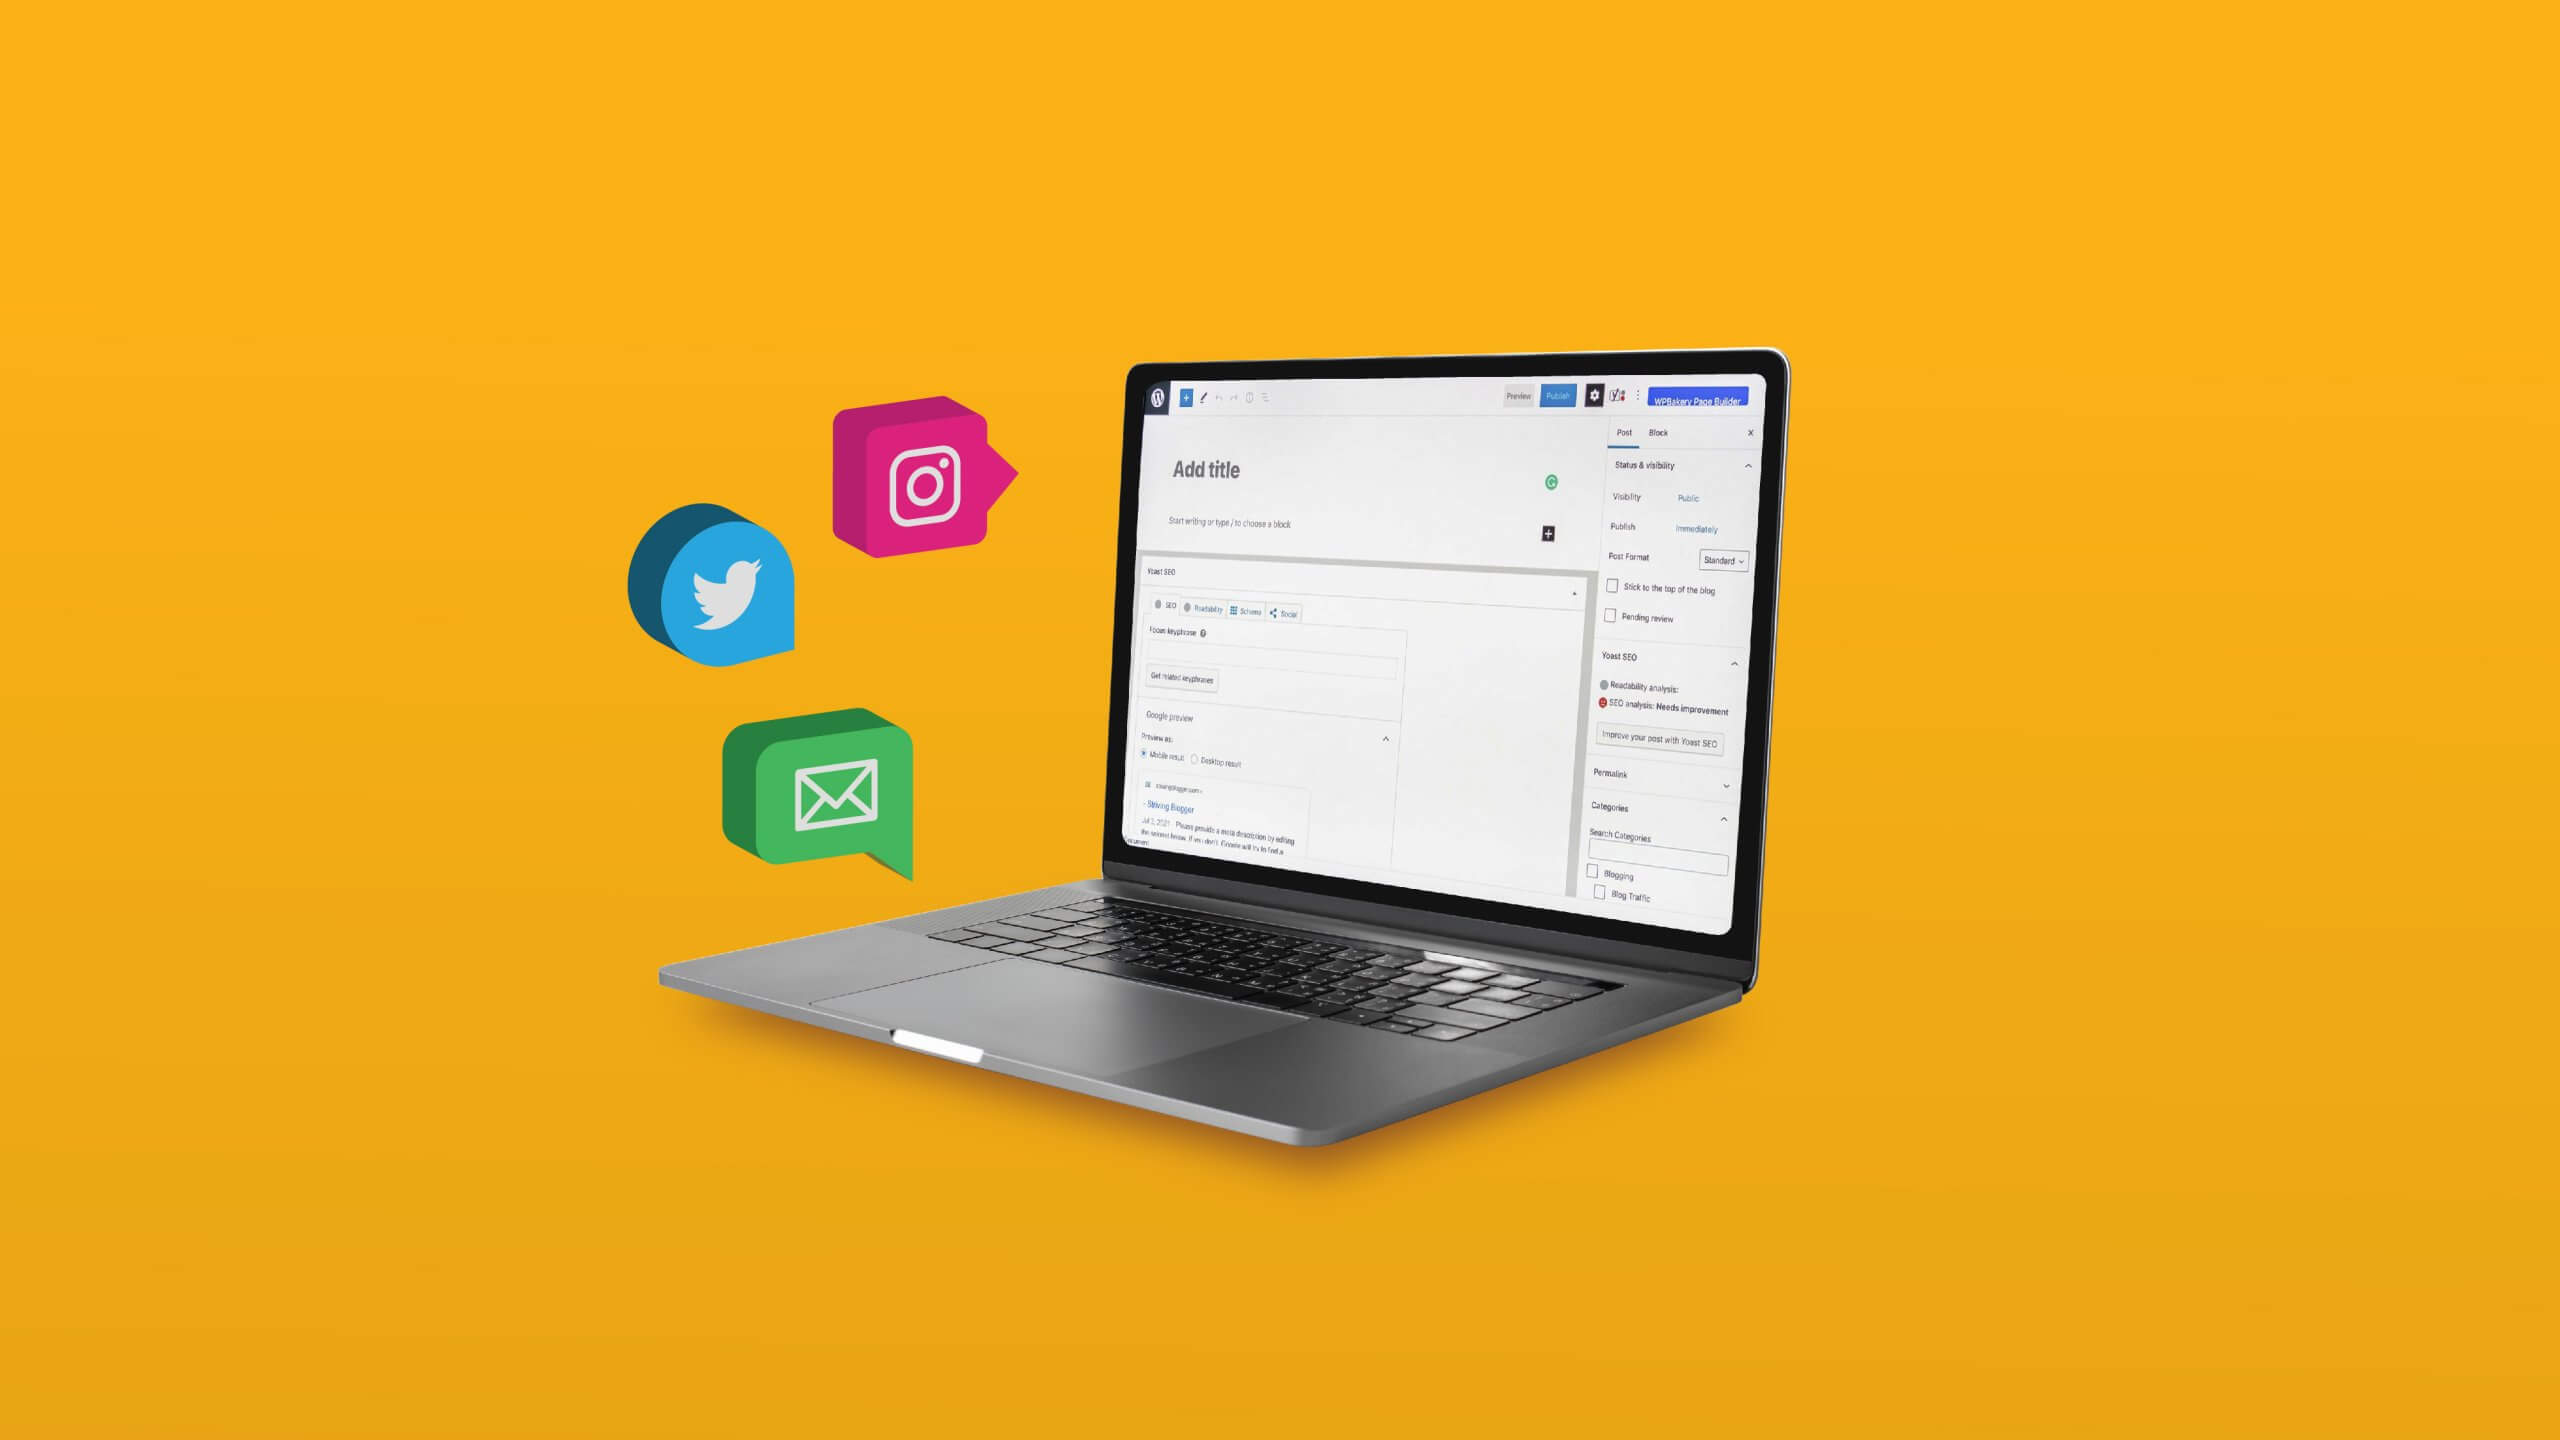 Preview Publish WPBakery Page Builder
Post Block
Add title
Start writing or type / to choose a block
Yoast SEO
SEO Readability Schema Social
Focus keyphrase
Get related keyphrases
Google preview
Preview as:
Mobile result Desktop result
- Striving Blogger
Jul 2, 2021 · Please provide a meta description by editing
the snippet below. If you don't, Google will try to find a
Document
Status & visibility
Visibility Public
Publish Immediately
Post Format Standard
Stick to the top of the blog
Pending review
Yoast SEO
Readability analysis:
SEO analysis: Needs improvement
Improve your post with Yoast SEO
Permalink
Categories
Search Categories
Blogging
Blog Traffic